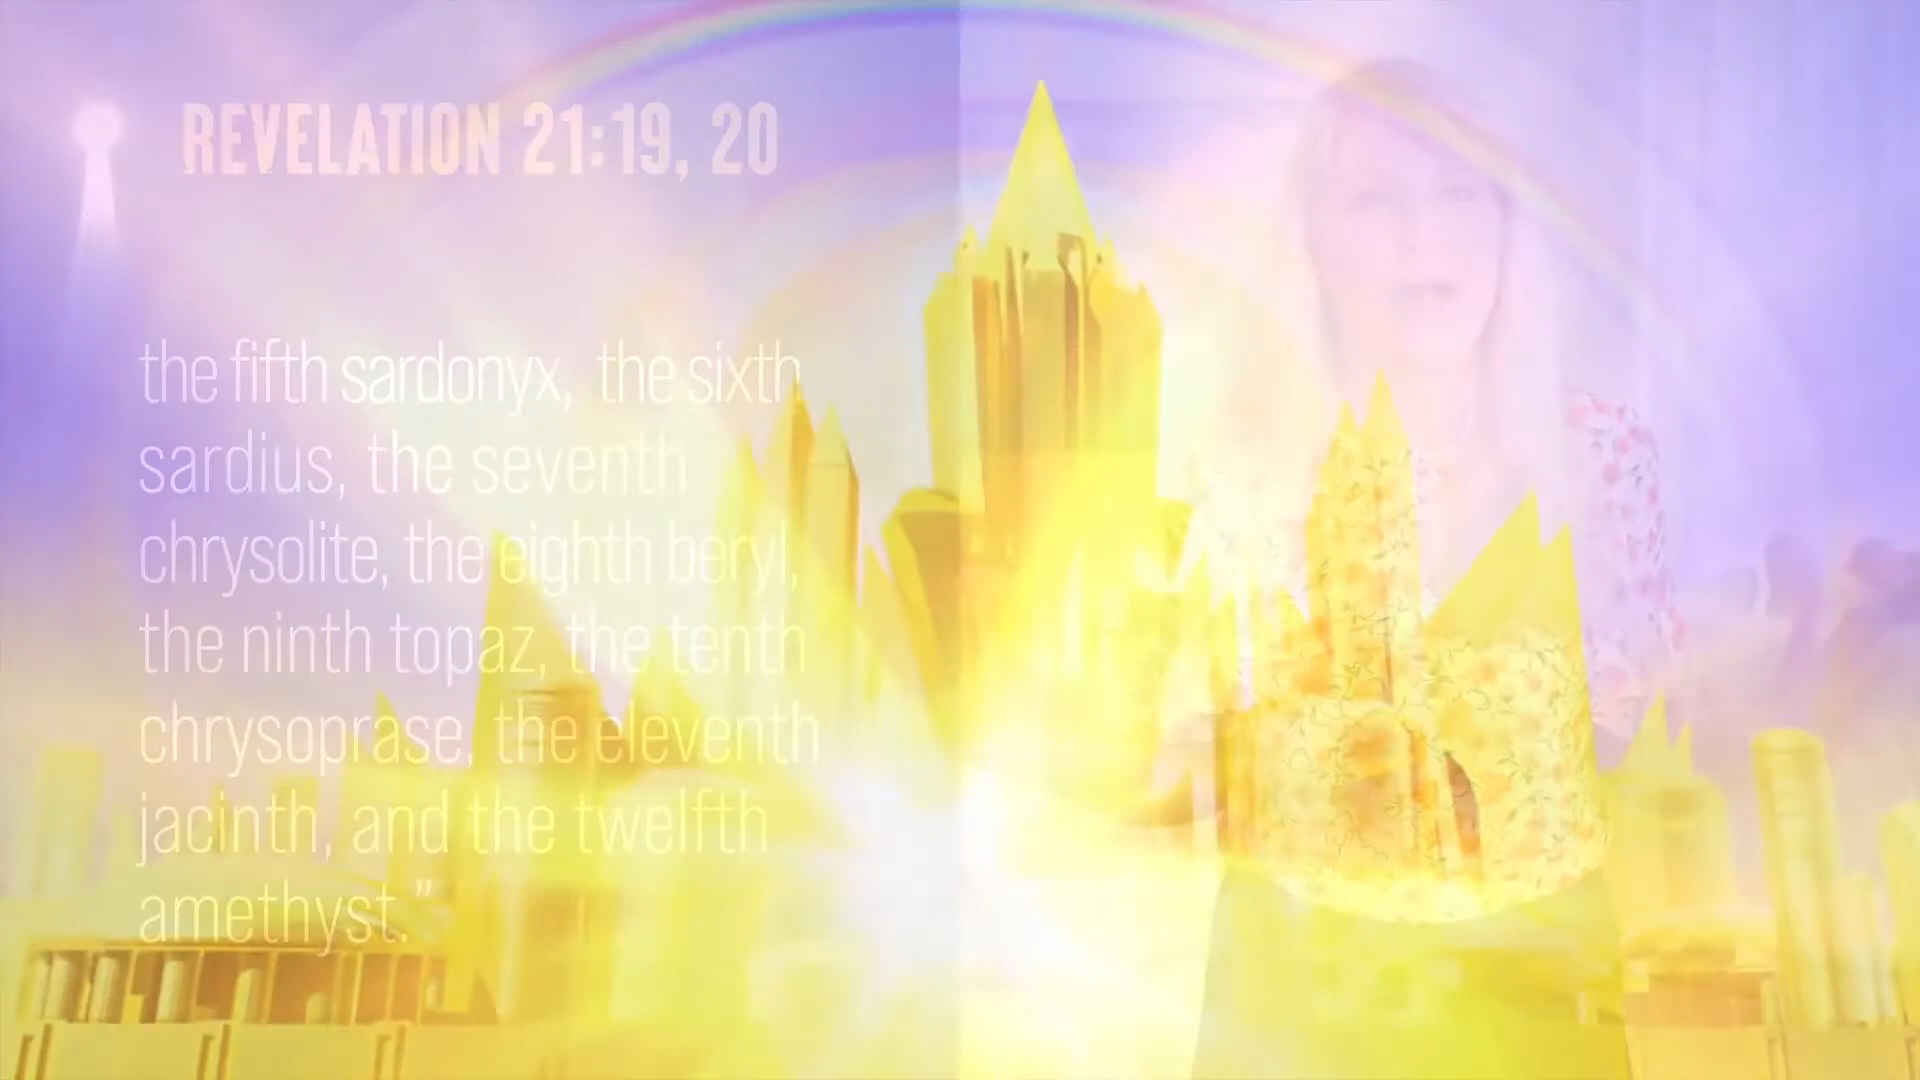 REVELATION 21:19, 20
the fifth sardonyx, the sixth
sardius, the seventh
chrysolite, the eighth beryl,
the ninth topaz, the tenth
chrysoprase, the eleventh
jacinth, and the twelfth
amethyst.”